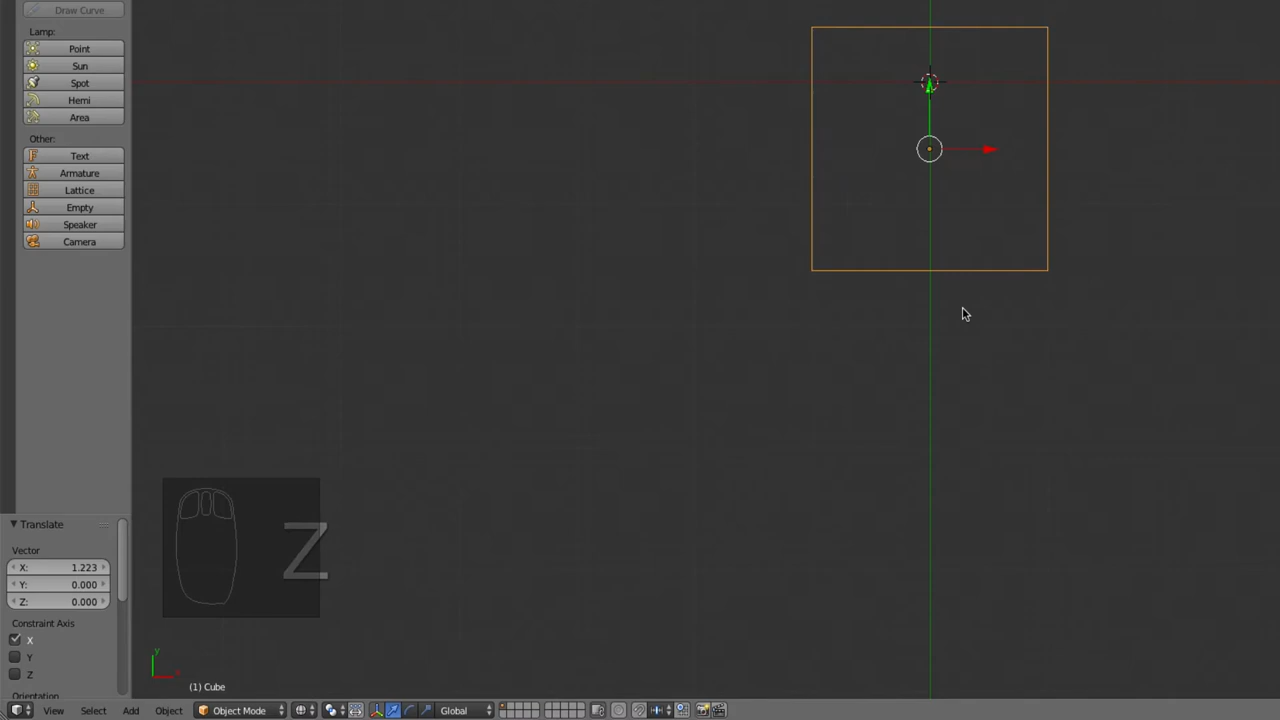 Draw Curve
Lamp:
Point
Sun
Spot
Hemi
Area
Other:
Text
Armature
Lattice
Empty
Speaker
Camera
Translate
Vector
X: 1.223
Y: 0.000
Z: 0.000
Constraint Axis
X
Y
Z
Orientation
Z
y
x
(1) Cube
View Select Add Object Object Mode Global